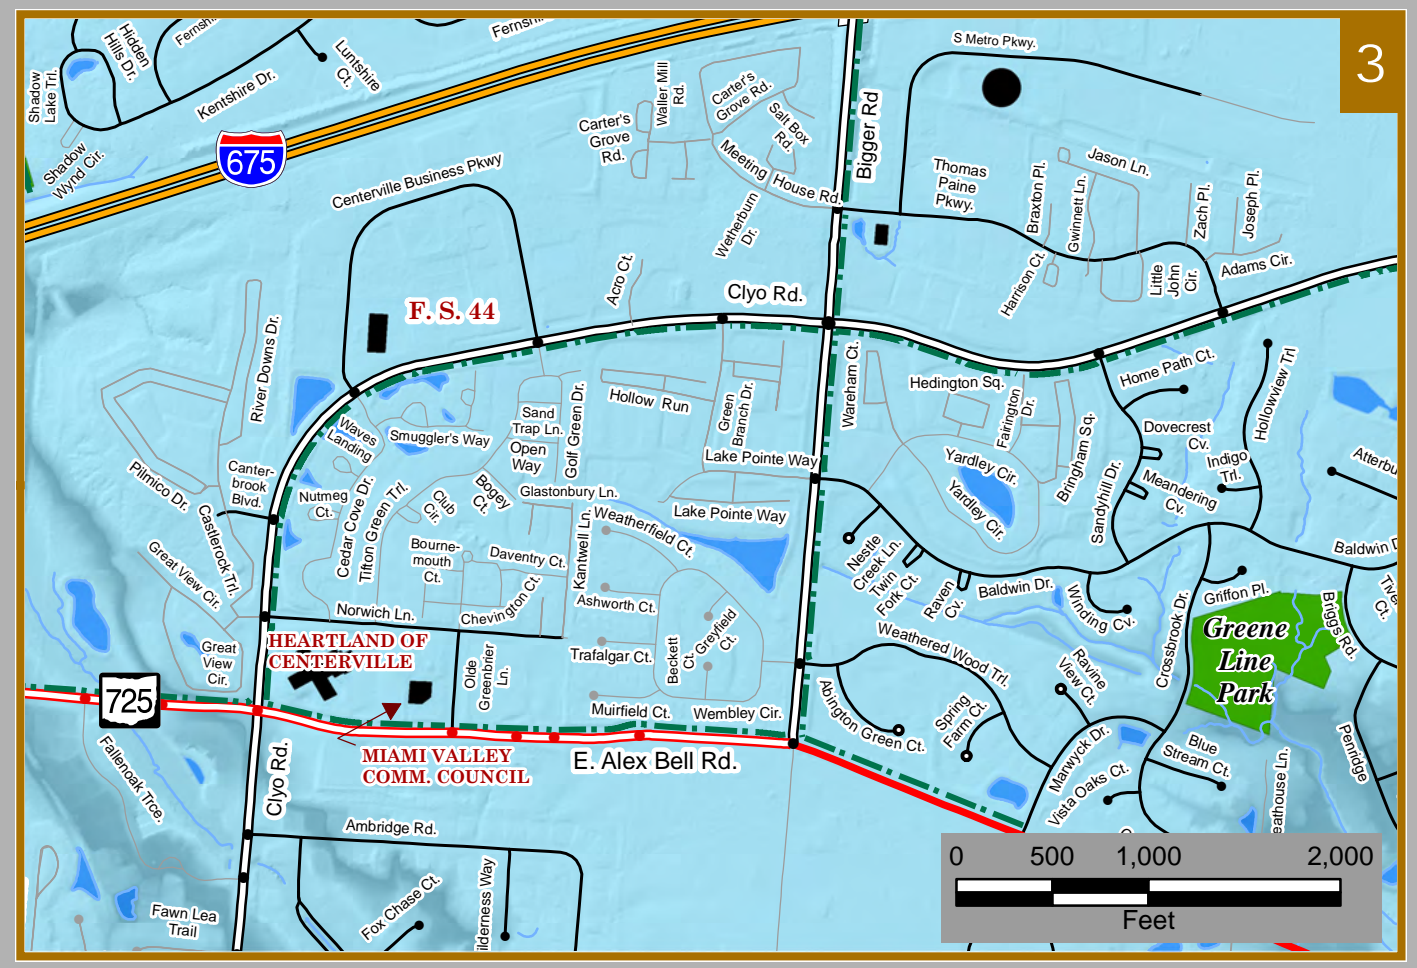 3
Hidden
Hills Dr.
Shadow
Lake Trl.
Luntshire
Ct.
Kentshire Dr.
Shadow
Wynd Cir.
675
Centerville Business Pkwy
Waller Mill
Rd.
Carter's
Grove Rd.
Carter's
Grove
Rd.
Salt Box
Rd.
Meeting House Rd.
Wetherburn
Dr.
Bigger Rd
S Metro Pkwy.
Thomas
Paine
Pkwy.
Jason Ln.
Braxton Pl.
Gwinnett Ln.
Zach Pl.
Joseph Pl.
Harrison Ct.
Little
John
Cir.
Adams Cir.
Acro Ct.
Clyo Rd.
F. S. 44
River Downs Dr.
Waves
Landing
Smuggler's Way
Sand
Trap Ln.
Open
Way
Golf Green Dr.
Hollow Run
Green
Branch Dr.
Wareham Ct.
Hedington Sq.
Fairington
Dr.
Home Path Ct.
Hollowview Trl
Dovecrest
Cv.
Indigo
Trl.
Meandering
Cv.
Bringham Sq.
Sandyhill Dr.
Yardley Cir.
Yardley Cir.
Lake Pointe Way
Lake Pointe Way
Pilmico Dr.
Canter-
brook
Blvd.
Castlerock Trl.
Great View Cir.
Nutmeg
Ct.
Cedar Cove Dr.
Tifton Green Trl.
Club
Cir.
Bogey
Ct.
Glastonbury Ln.
Weatherfield Ct.
Kantwell Ln.
Bourne-
mouth
Ct.
Daventry Ct.
Chevington Ct.
Norwich Ln.
Ashworth Ct.
Trafalgar Ct.
Beckett
Ct.
Greyfield
Ct.
Muirfield Ct.
Wembley Cir.
Nestle
Creek Ln.
Twin
Fork Ct.
Raven
Cv.
Baldwin Dr.
Winding Cv.
Griffon Pl.
Briggs Rd.
Crossbrook Dr.
Greene
Line
Park
Weathered Wood Trl.
Ravine
View Ct.
Abington Green Ct.
Spring
Farm Ct.
Marwyck Dr.
Vista Oaks Ct.
Blue
Stream Ct.
Pendridge
Great
View
Cir.
HEARTLAND OF
CENTERVILLE
Olde
Greenbrier
Ln.
725
MIAMI VALLEY
COMM. COUNCIL
E. Alex Bell Rd.
Fallenoak Trce.
Clyo Rd.
Ambridge Rd.
Fox Chase Ct.
Fawn Lea
Trail
0 500 1,000 2,000
Feet